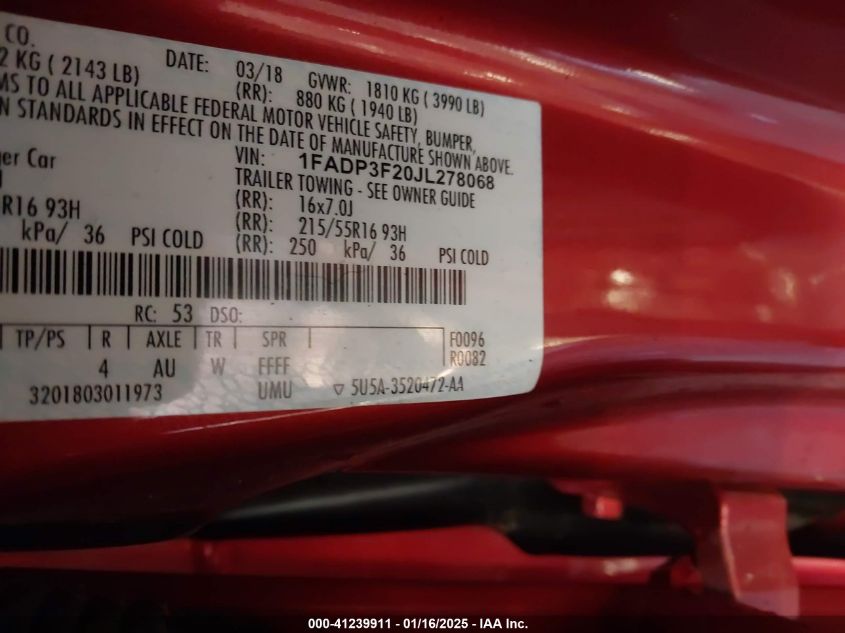 CO.
2 KG ( 2143 LB) DATE: 03/18 GVWR: 1810 KG ( 3990 LB)
(RR): 880 KG ( 1940 LB)
MS TO ALL APPLICABLE FEDERAL MOTOR VEHICLE SAFETY, BUMPER,
N STANDARDS IN EFFECT ON THE DATE OF MANUFACTURE SHOWN ABOVE.
ger Car VIN: 1FADP3F20JL278068
TRAILER TOWING - SEE OWNER GUIDE
(RR): 16x7.0J
R16 93H (RR): 215/55R16 93H
kPa/ 36 PSI COLD (RR): 250 kPa/ 36 PSI COLD
RC: 53 DSO:
TP/PS R AXLE TR SPR F0096
4 AU W FFFF R0082
3201803011973 UMU ▽ 5U5A-3520472-AA
000-41239911 - 01/16/2025 - IAA Inc.